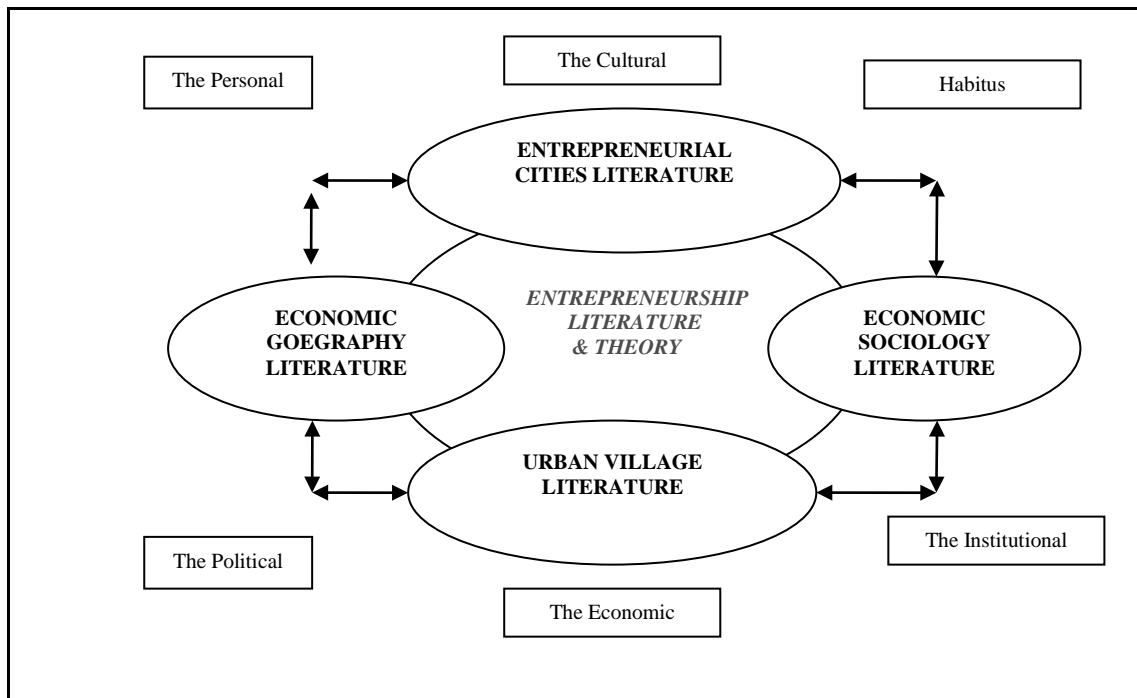 The Personal
The Cultural
Habitus
ENTREPRENEURIAL
CITIES LITERATURE
ECONOMIC
GOEGRAPHY
LITERATURE
ENTREPRENEURSHIP
LITERATURE
& THEORY
ECONOMIC
SOCIOLOGY
LITERATURE
URBAN VILLAGE
LITERATURE
The Political
The Economic
The Institutional